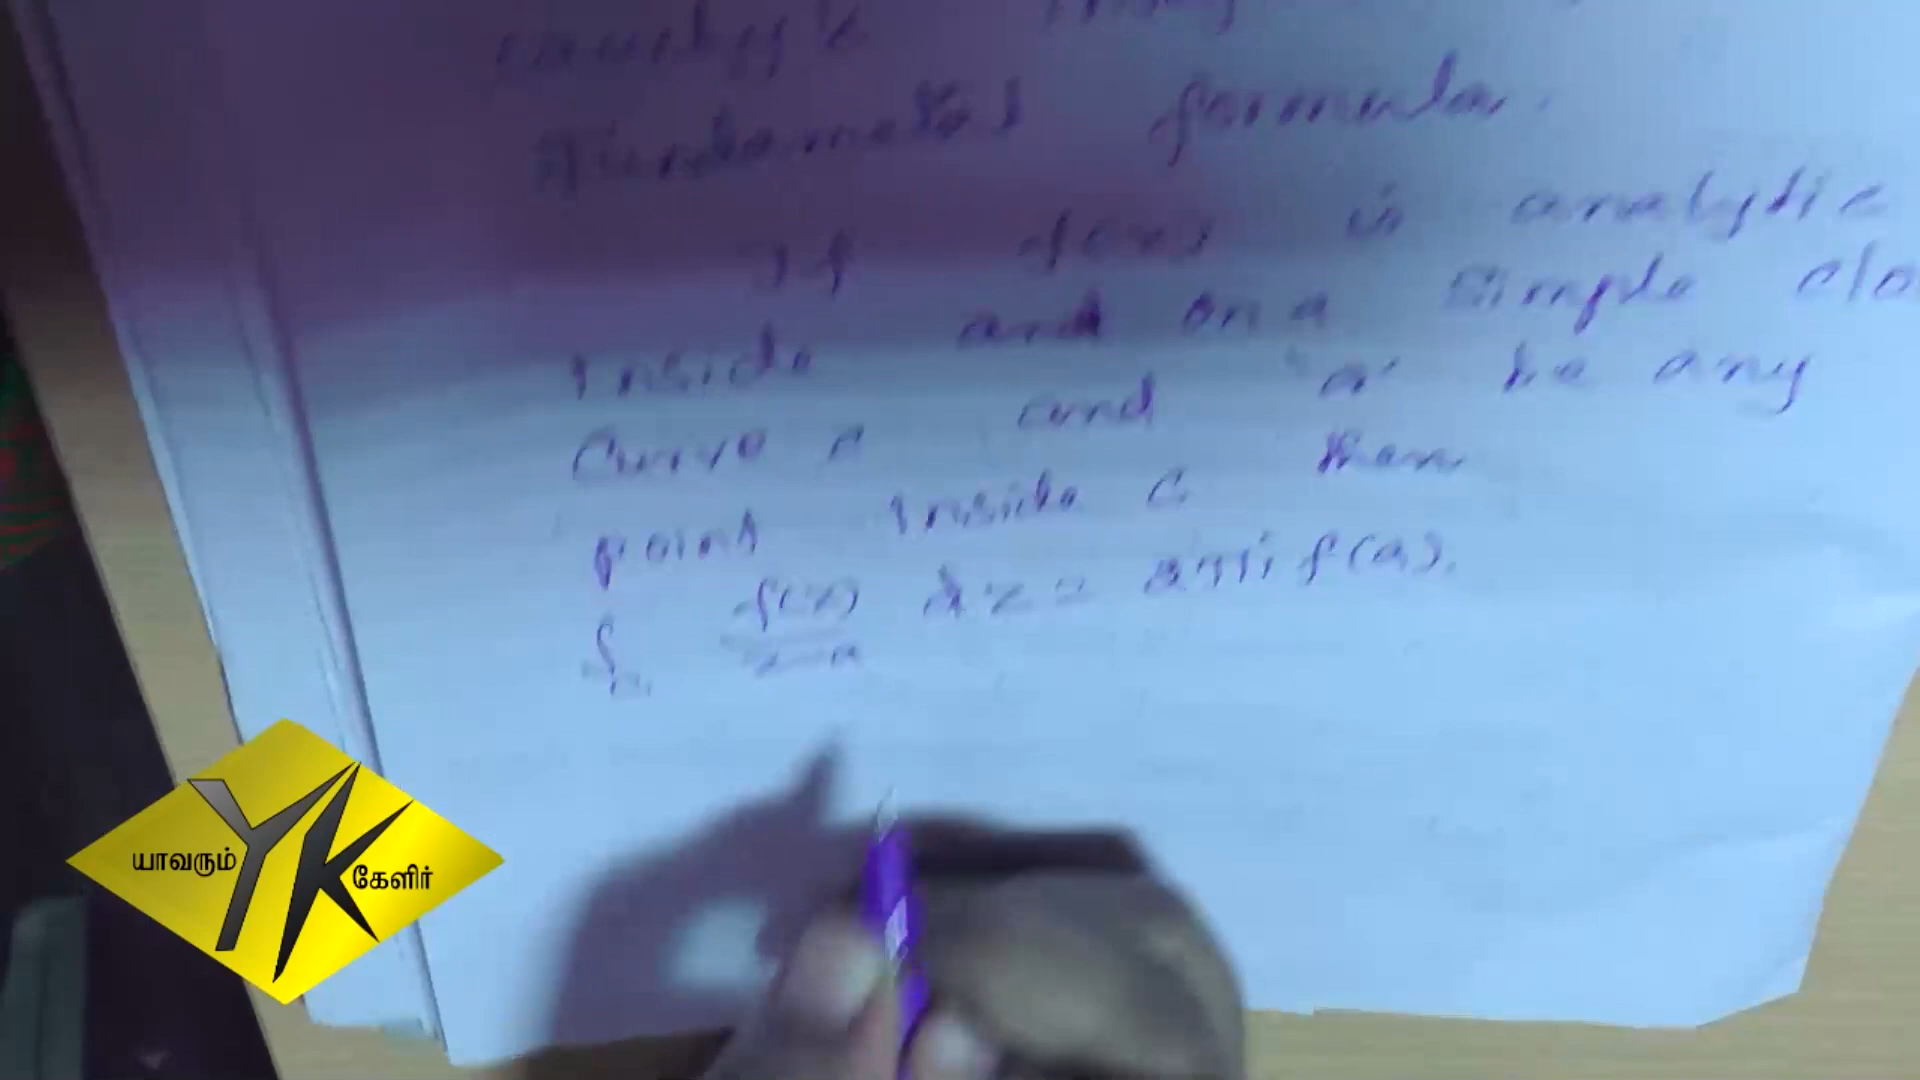 Cauchy's
Fundamental formula.
If f(z) is analytic
inside and on a simple clo
curve c and 'a' be any
point inside c then
∫c f(z)/z-a dz = 2πi f(a).
யாவரும் YK கேளிர்